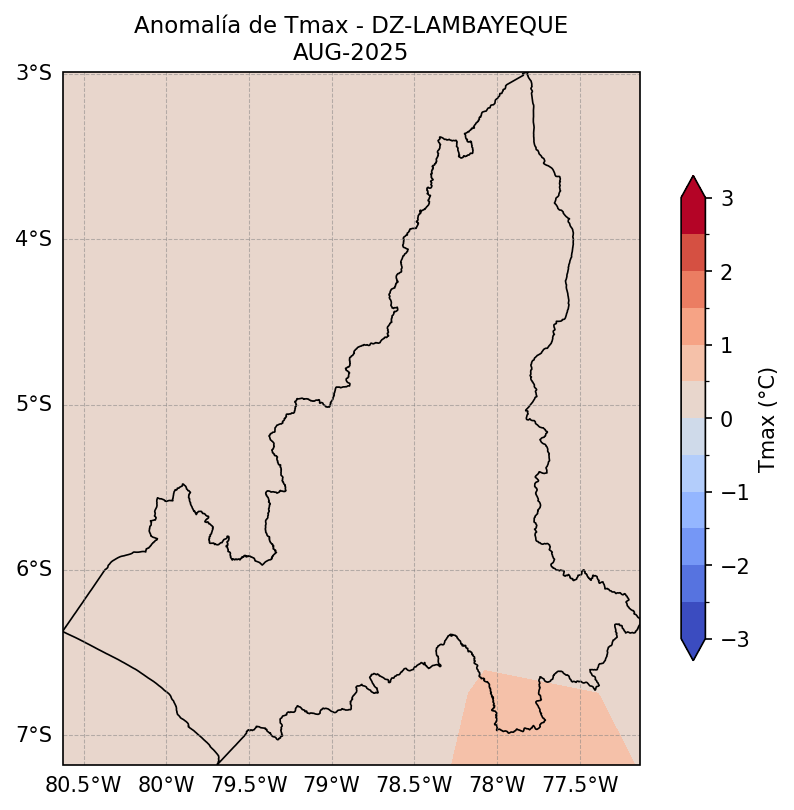 Anomalía de Tmax - DZ-LAMBAYEQUE
AUG-2025
3°S
4°S
5°S
6°S
7°S
80.5°W 80°W 79.5°W 79°W 78.5°W 78°W 77.5°W
3
2
1
0
−1
−2
−3
Tmax (°C)